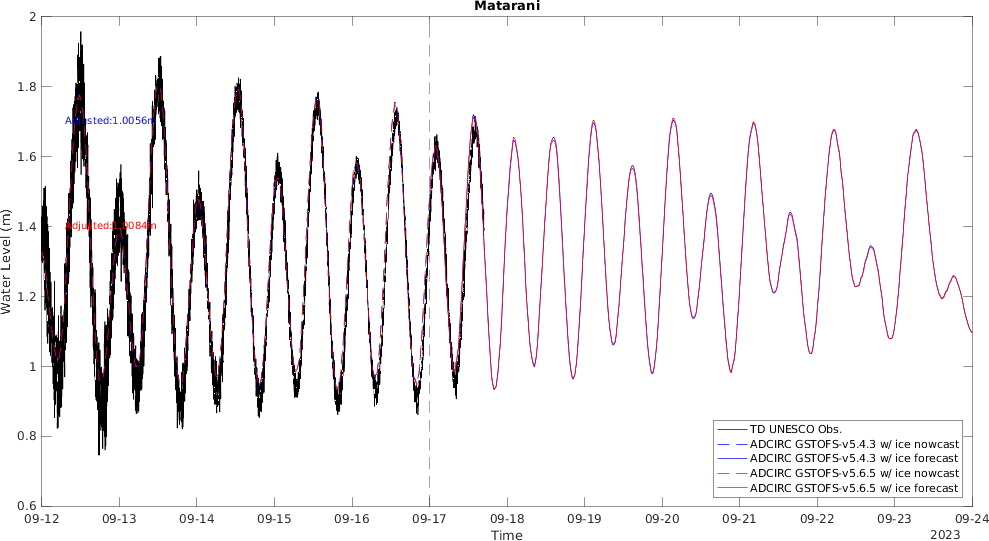 Matarani
Water Level (m)
2
1.8
1.6
1.4
1.2
1
0.8
0.6
Adjusted:1.0056m
Adjusted:1.0084m
TD UNESCO Obs.
ADCIRC GSTOFS-v5.4.3 w/ ice nowcast
ADCIRC GSTOFS-v5.4.3 w/ ice forecast
ADCIRC GSTOFS-v5.6.5 w/ ice nowcast
ADCIRC GSTOFS-v5.6.5 w/ ice forecast
09-12 09-13 09-14 09-15 09-16 09-17 09-18 09-19 09-20 09-21 09-22 09-23 09-24
Time
2023